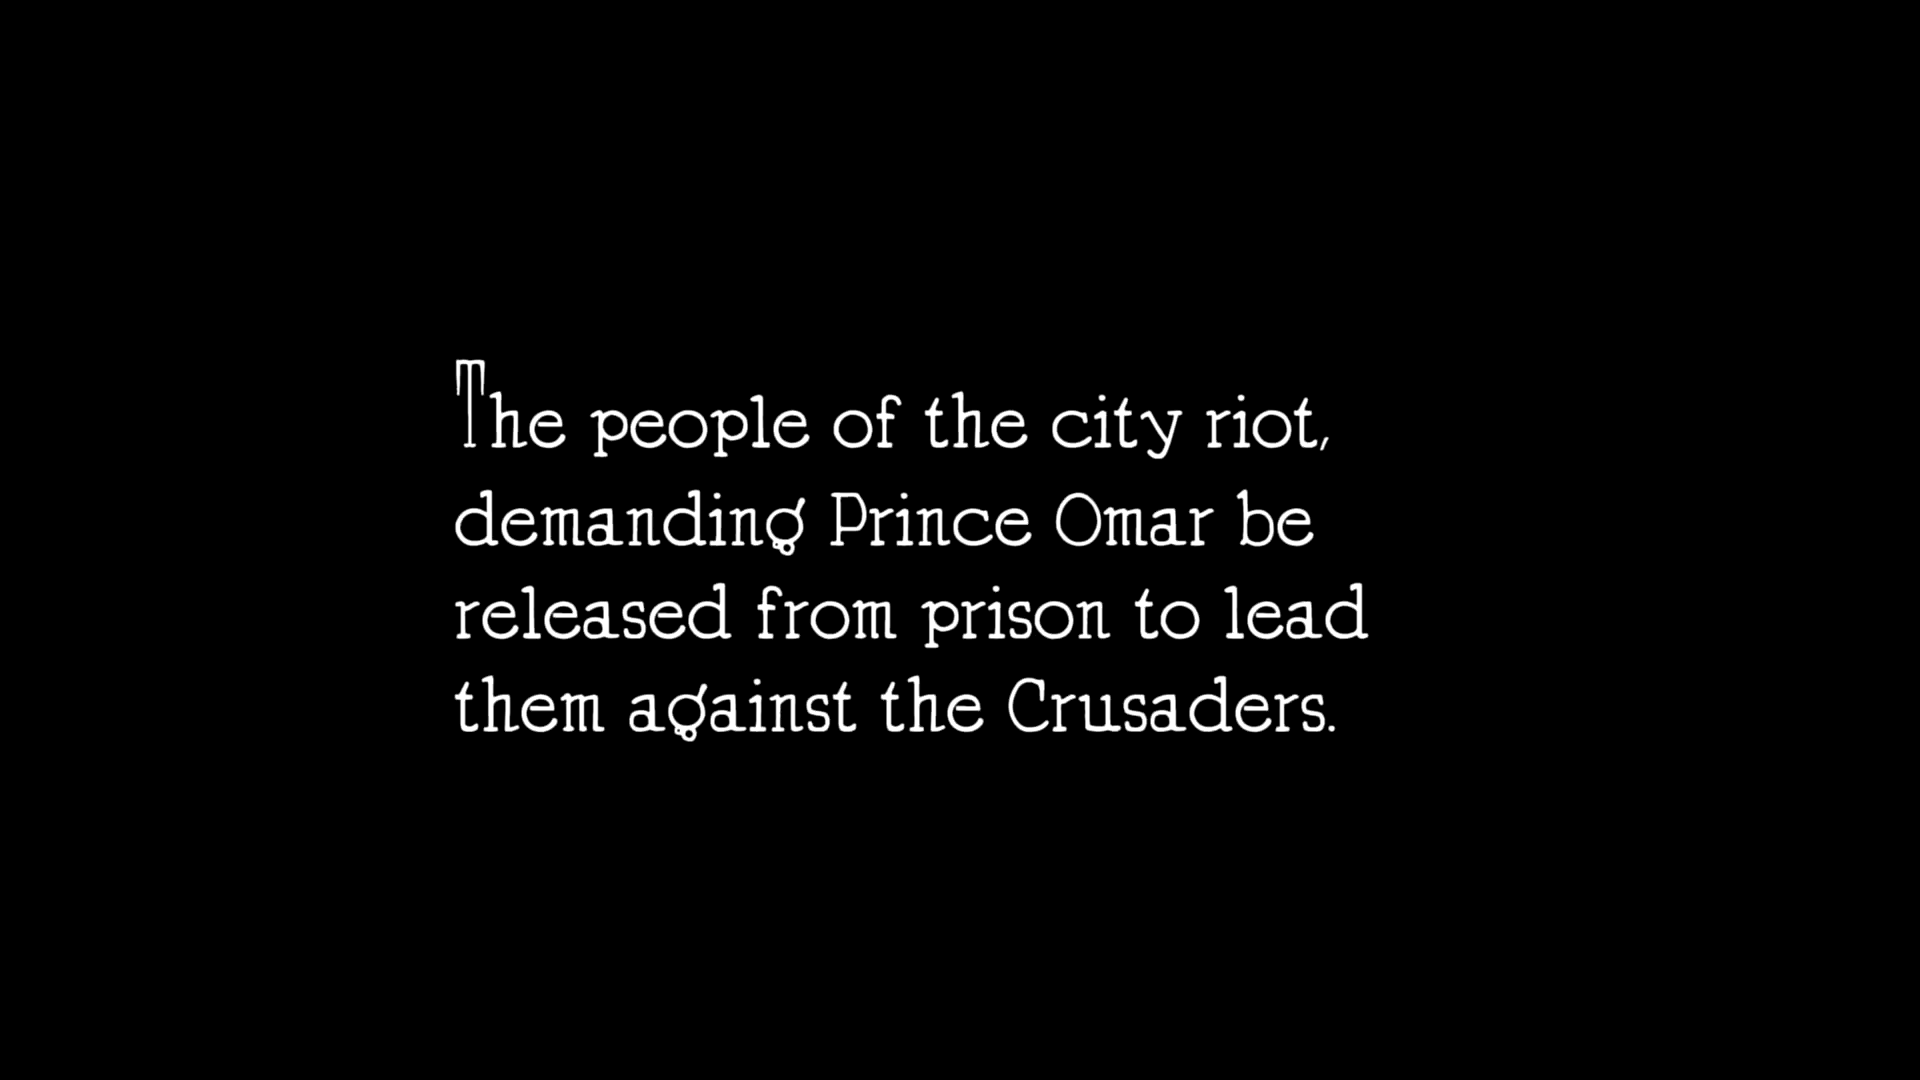 The people of the city riot,
demanding Prince Omar be
released from prison to lead
them against the Crusaders.